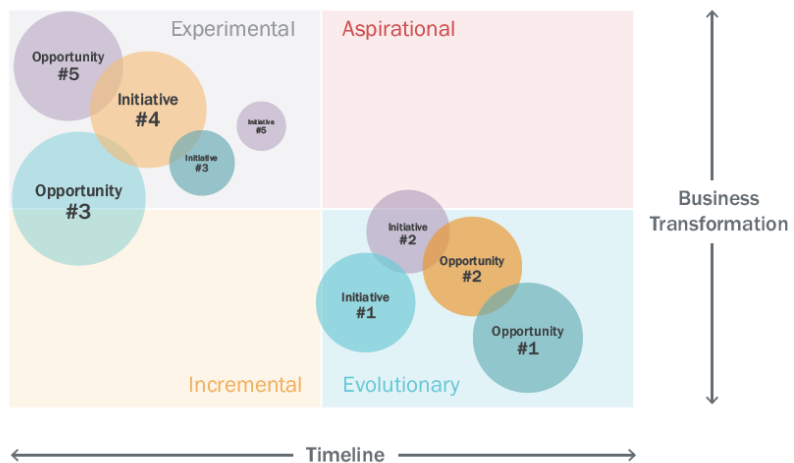 Experimental
Aspirational
Opportunity
#5
Initiative
#4
Initiative
#5
Initiative
#3
Opportunity
#3
Business
Transformation
Initiative
#2
Opportunity
#2
Initiative
#1
Opportunity
#1
Incremental
Evolutionary
Timeline